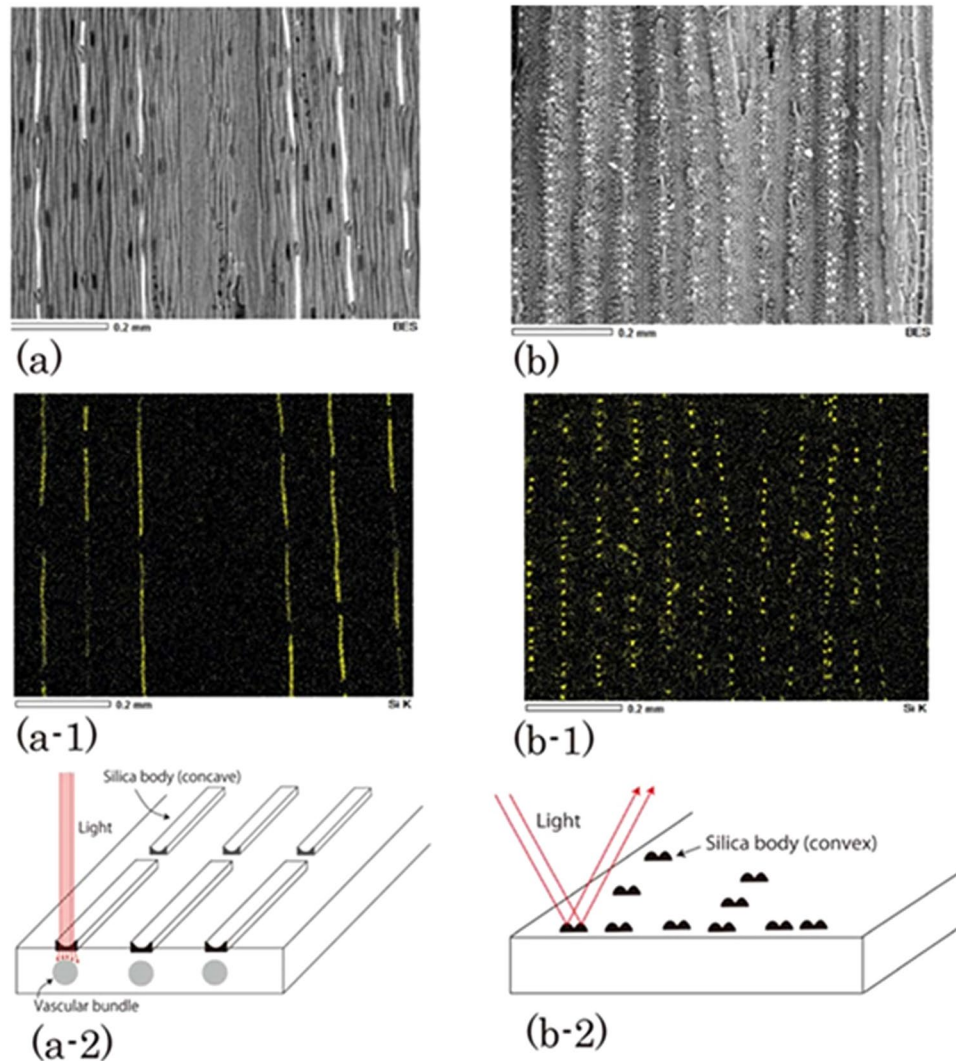 0.2 mm BES
(a)
0.2 mm BES
(b)
0.2 mm Si K
(a-1)
0.2 mm Si K
(b-1)
Silica body (concave)
Light
Vascular bundle
(a-2)
Light
Silica body (convex)
(b-2)